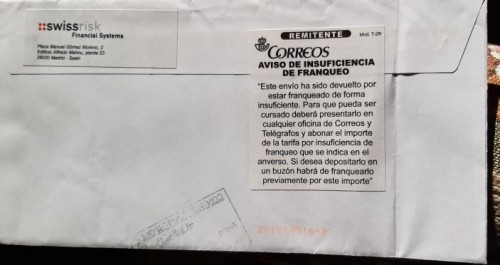 swissrisk
Financial Systems
Plaza Manuel Gómez Moreno, 2
Edificio Alfredo Mahou, planta 23
28020 Madrid - Spain
REMITENTE
Mod. T-2R
CORREOS
AVISO DE INSUFICIENCIA
DE FRANQUEO
"Este envío ha sido devuelto por
estar franqueado de forma
insuficiente. Para que pueda ser
cursado deberá presentarlo en
cualquier oficina de Correos y
Telégrafos y abonar el importe
de la tarifa por insuficiencia de
franqueo que se indica en el
anverso. Si desea depositarlo en
un buzón habrá de franquearlo
previamente por este importe"